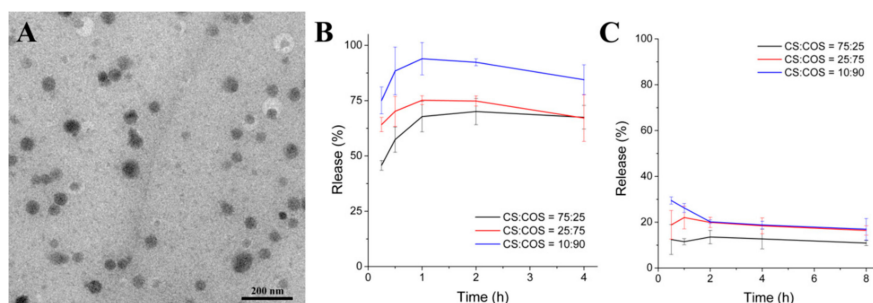 A
200 nm
B
100
75
50
25
0
Rlease (%)
CS:COS = 75:25
CS:COS = 25:75
CS:COS = 10:90
0
1
2
3
4
Time (h)
C
100
80
60
40
20
0
Release (%)
CS:COS = 75:25
CS:COS = 25:75
CS:COS = 10:90
0
2
4
6
8
Time (h)